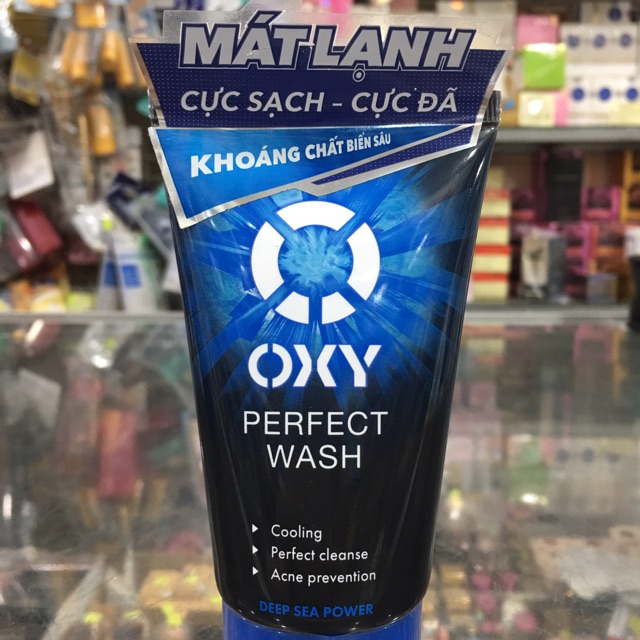 MÁT LẠNH
CỰC SẠCH - CỰC ĐÃ
KHOÁNG CHẤT BIỂN SÂU
OXY
PERFECT
WASH
Cooling
Perfect cleanse
Acne prevention
DEEP SEA POWER